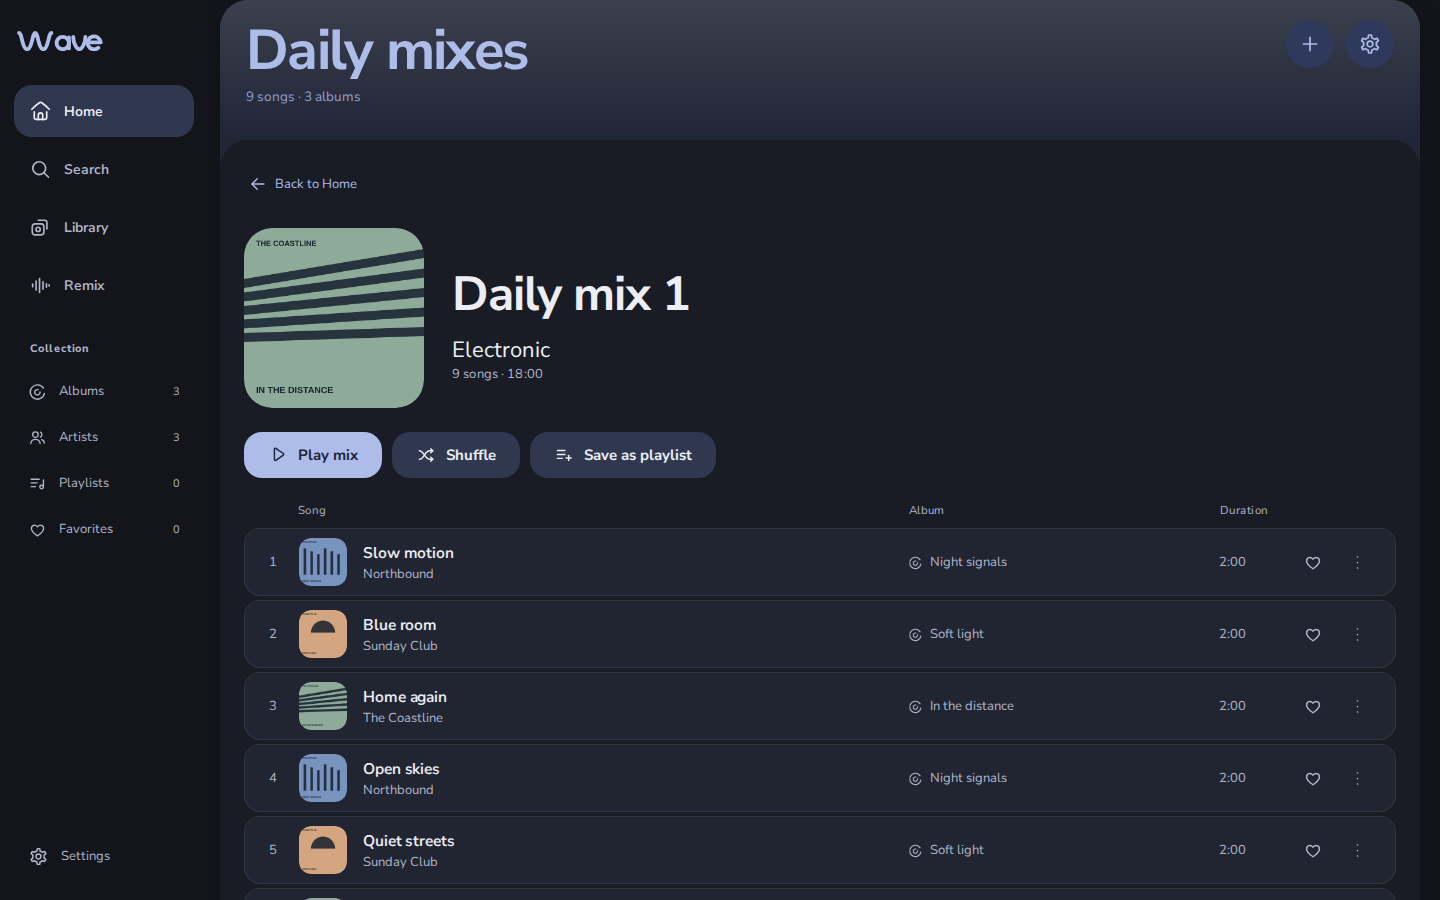 Wave
Home
Search
Library
Remix
Collection
Albums 3
Artists 3
Playlists 0
Favorites 0
Settings
Daily mixes
9 songs · 3 albums
Back to Home
THE COASTLINE
IN THE DISTANCE
Daily mix 1
Electronic
9 songs · 18:00
Play mix
Shuffle
Save as playlist
Song Album Duration
1 Slow motion Northbound Night signals 2:00
2 Blue room Sunday Club Soft light 2:00
3 Home again The Coastline In the distance 2:00
4 Open skies Northbound Night signals 2:00
5 Quiet streets Sunday Club Soft light 2:00